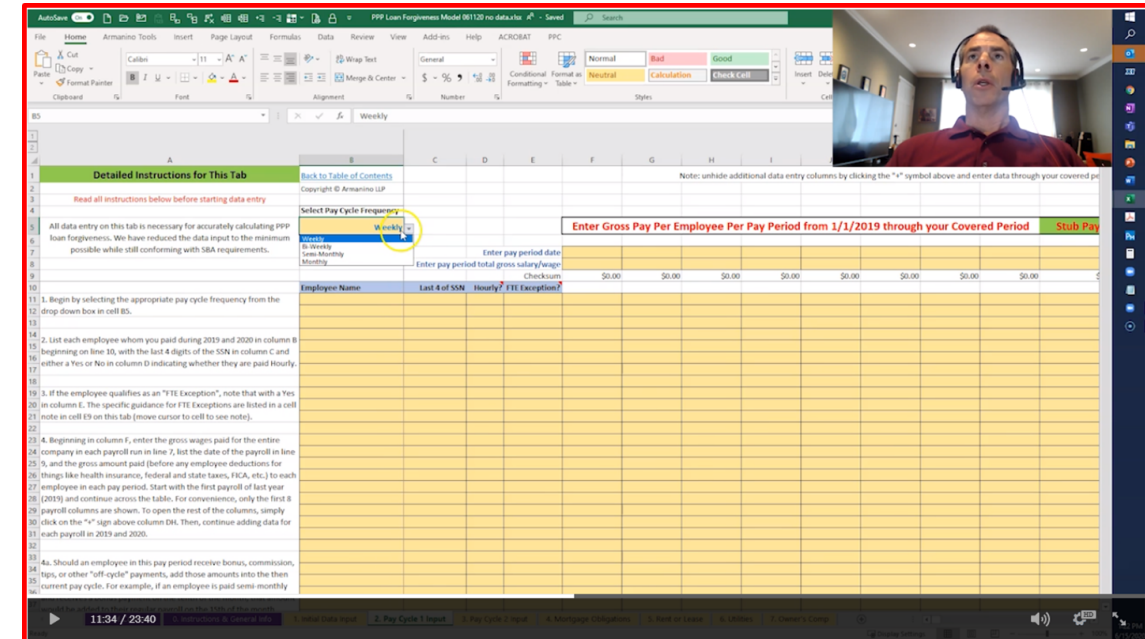 AutoSave On PPP Loan Forgiveness Model 061120 no data.xlsx - Saved Search
File Home Armanino Tools Insert Page Layout Formulas Data Review View Add-ins Help ACROBAT PPC
Cut
Copy
Format Painter
Paste
Calibri 11
B I U
Wrap Text
Merge & Center
General
$ % 9
Conditional Formatting
Format as Table
Normal Bad Good
Neutral Calculation Check Cell
Insert
Clipboard Font Alignment Number Styles
B5 fx Weekly
A B C D E F G H I
Detailed Instructions for This Tab
Back to Table of Contents
Note: unhide additional data entry columns by clicking the "+" symbol above and enter data through your covered pe
Copyright © Armanino LLP
Read all instructions below before starting data entry
Select Pay Cycle Frequency
Weekly
Enter Gross Pay Per Employee Per Pay Period from 1/1/2019 through your Covered Period
Stub Pay
All data entry on this tab is necessary for accurately calculating PPP
loan forgiveness. We have reduced the data input to the minimum
possible while still conforming with SBA requirements.
Weekly
Bi-Weekly
Semi-Monthly
Monthly
Enter pay period date
Enter pay period total gross salary/wage
Checksum $0.00 $0.00 $0.00 $0.00 $0.00 $0.00 $0.00 $0.00
Employee Name Last 4 of SSN Hourly? FTE Exception?
1. Begin by selecting the appropriate pay cycle frequency from the
drop down box in cell B5.
2. List each employee whom you paid during 2019 and 2020 in column B
beginning on line 10, with the last 4 digits of the SSN in column C and
either a Yes or No in column D indicating whether they are paid Hourly.
3. If the employee qualifies as an "FTE Exception", note that with a Yes
in column E. The specific guidance for FTE Exceptions are listed in a cell
note in cell E9 on this tab (move cursor to cell to see note).
4. Beginning in column F, enter the gross wages paid for the entire
company in each payroll run in line 7, list the date of the payroll in line
9, and the gross amount paid (before any employee deductions for
things like health insurance, federal and state taxes, FICA, etc.) to each
employee in each pay period. Start with the first payroll of last year
(2019) and continue across the table. For convenience, only the first 8
payroll columns are shown. To open the rest of the columns, simply
click on the "+" sign above column DH. Then, continue adding data for
each payroll in 2019 and 2020.
4a. Should an employee in this pay period receive bonus, commission,
tips, or other "off-cycle" payments, add those amounts into the then
current pay cycle. For example, if an employee is paid semi-monthly
11:34 / 23:40
0. Instructions & General Info 1. Initial Data Input 2. Pay Cycle 1 Input 3. Pay Cycle 2 Input 4. Mortgage Obligations 5. Rent or Lease 6. Utilities 7. Owner's Comp
HD